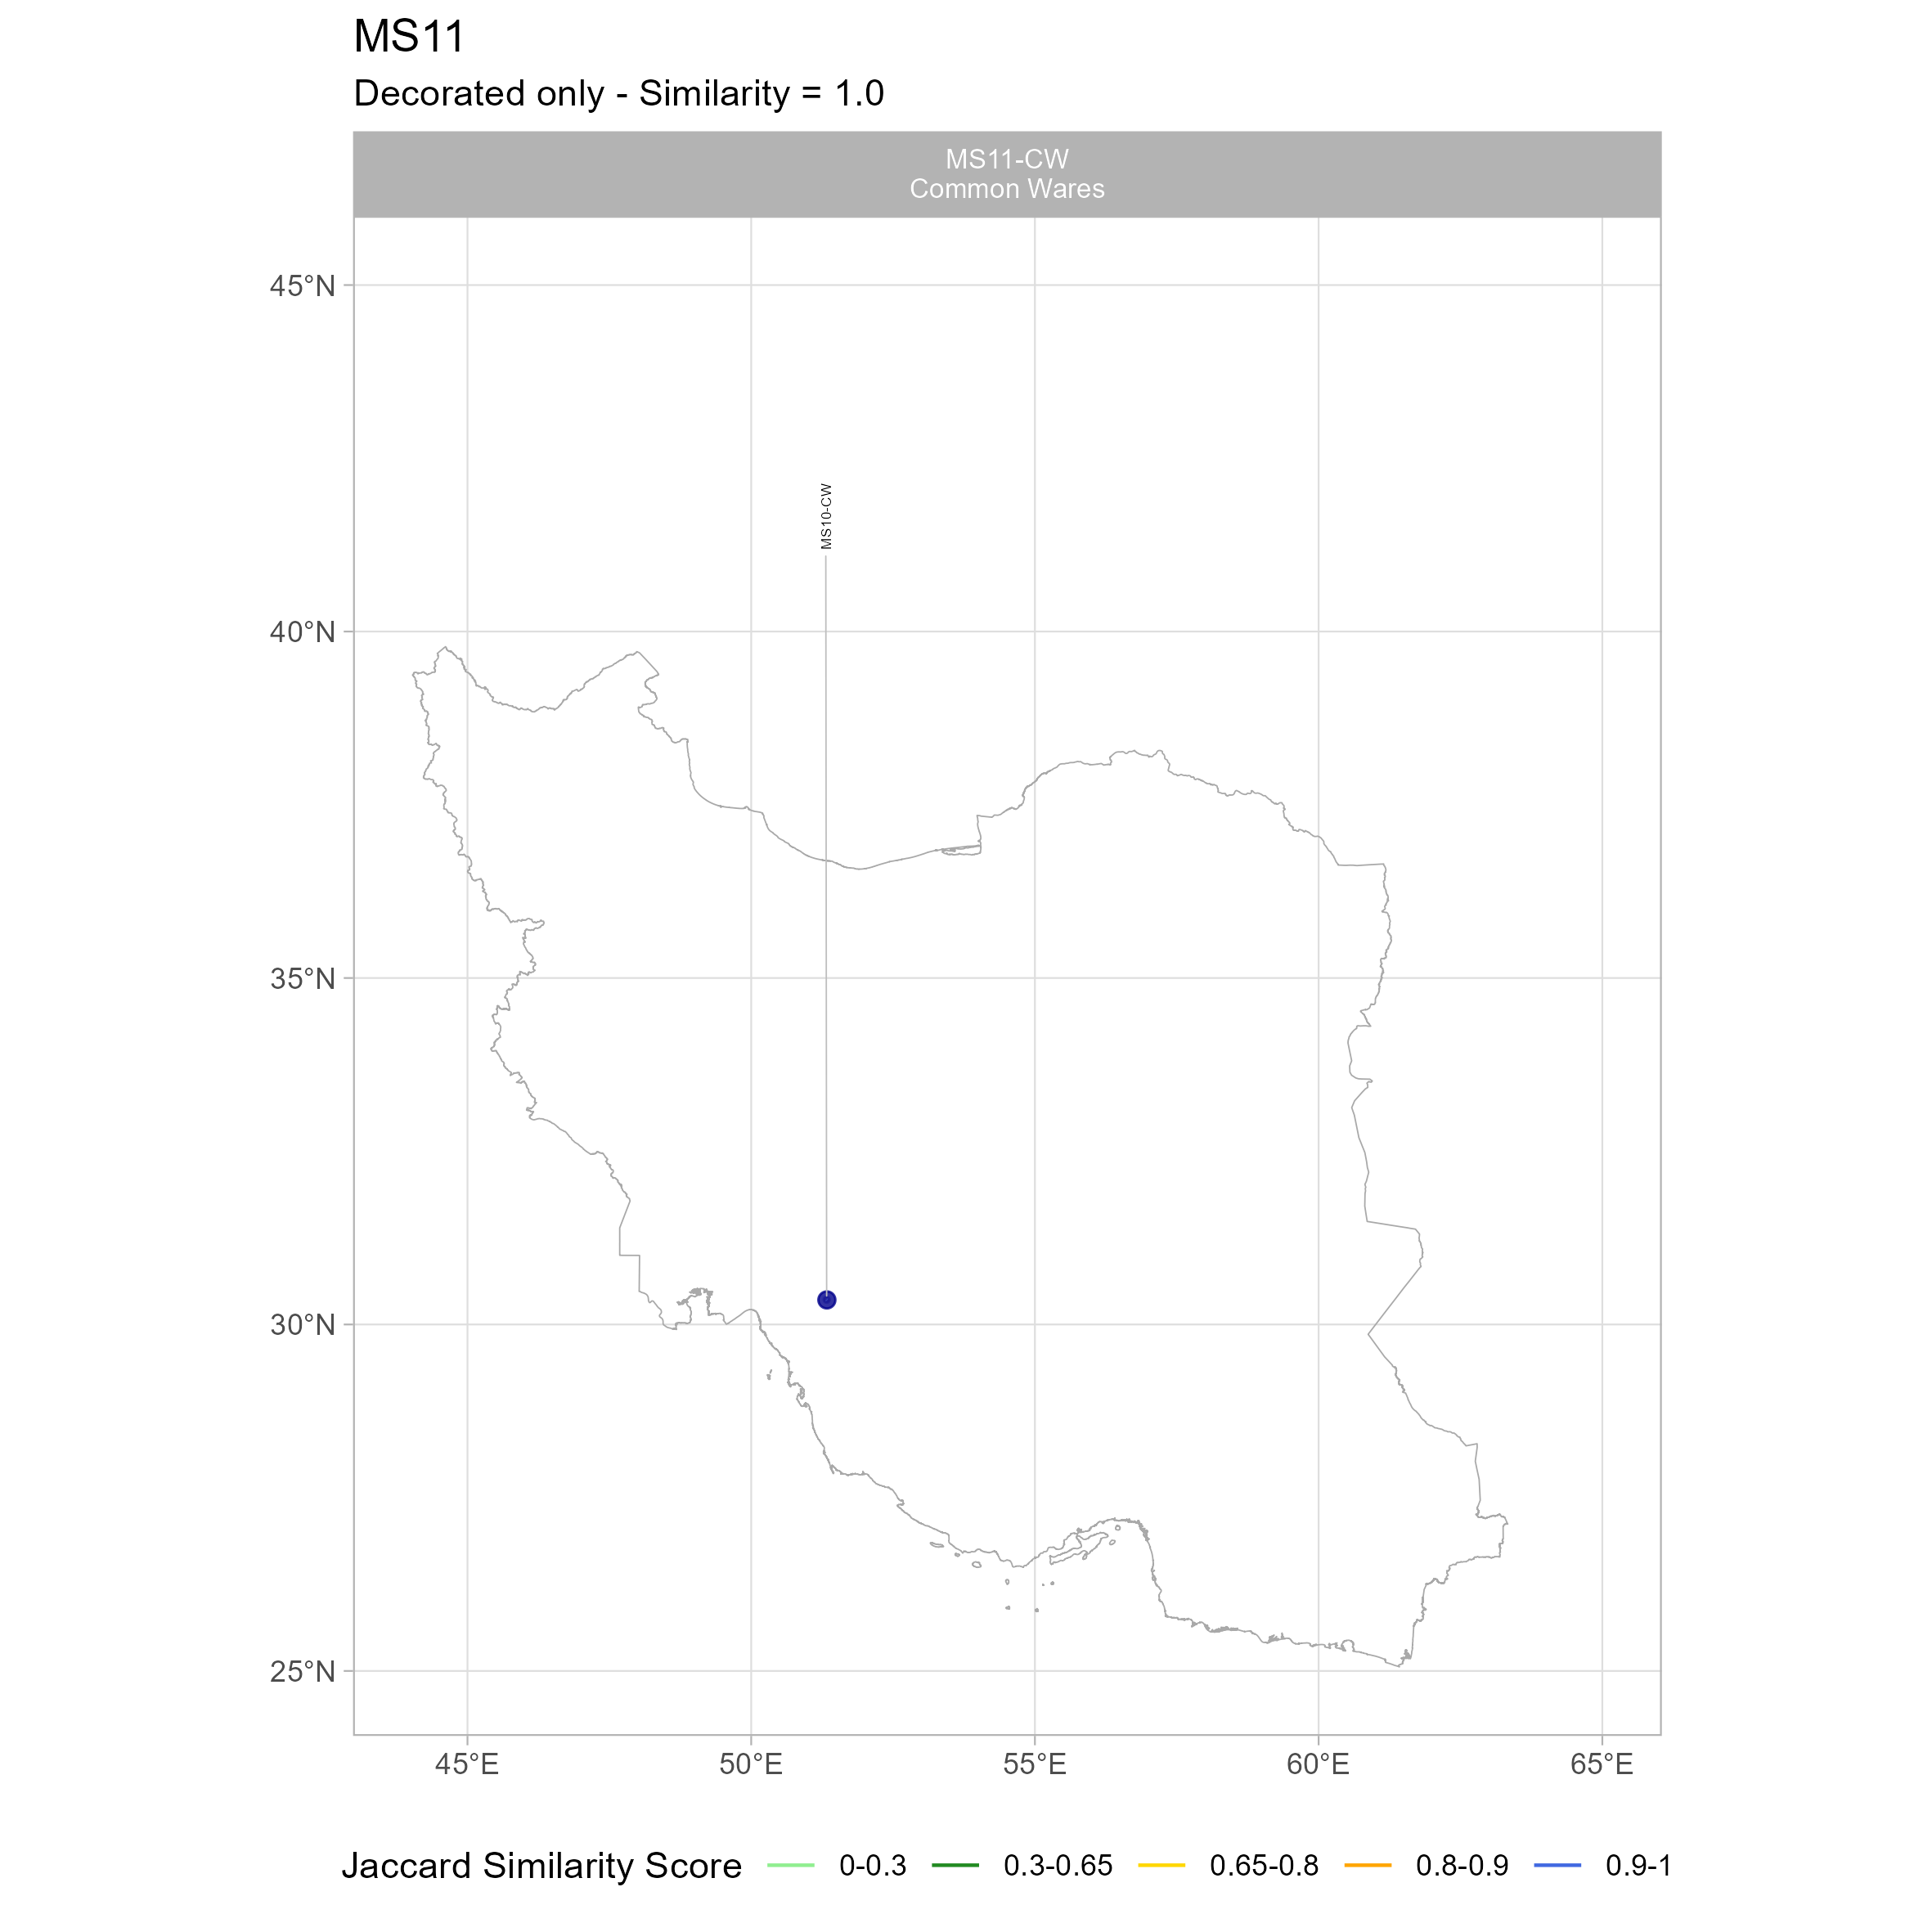 MS11
Decorated only - Similarity = 1.0
MS11-CW
Common Wares
45°N
MS10-CW
40°N
35°N
30°N
25°N
45°E 50°E 55°E 60°E 65°E
Jaccard Similarity Score 0-0.3 0.3-0.65 0.65-0.8 0.8-0.9 0.9-1